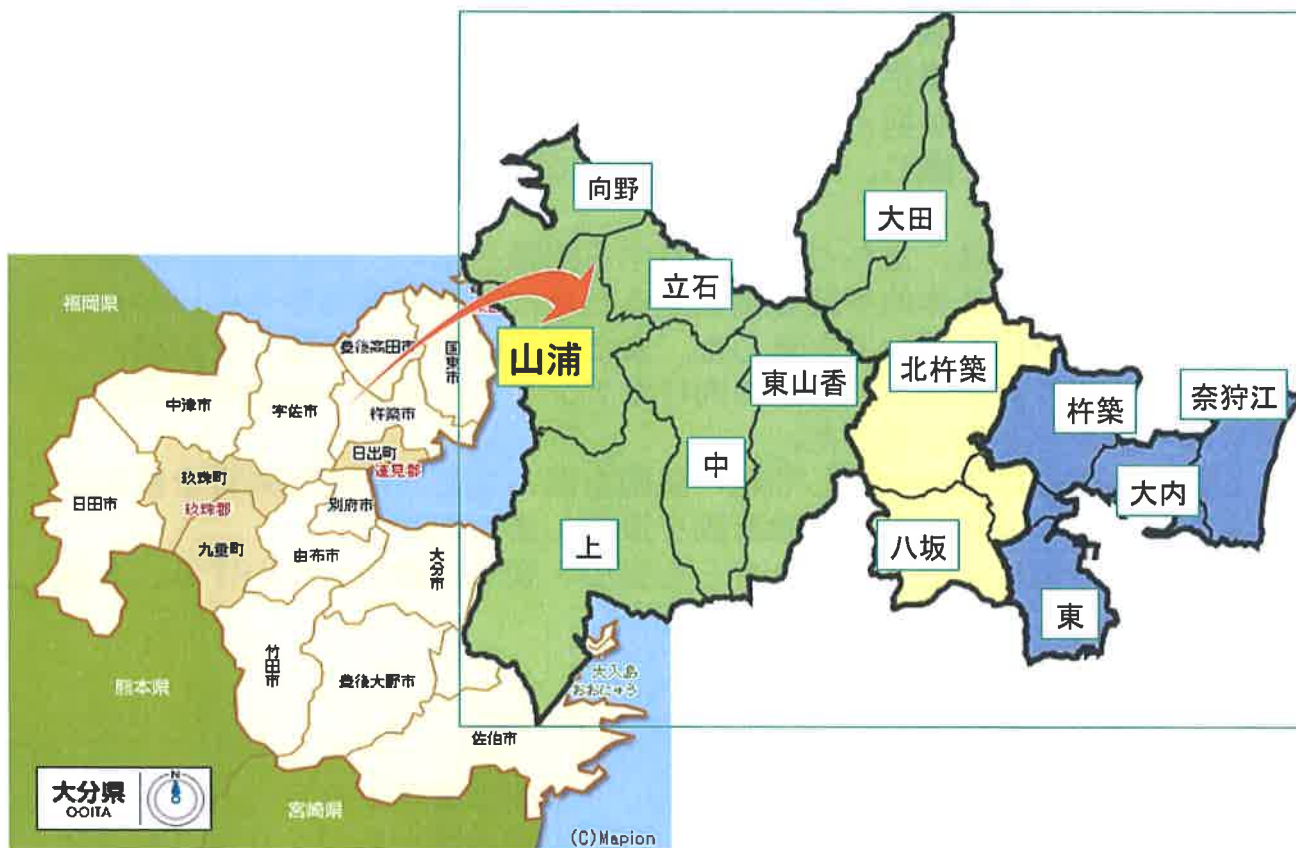 向野
大田
立石
山浦
東山香
北杵築
杵築
奈狩江
中
大内
上
八坂
東
福岡県
豊後高田市
国東市
中津市
宇佐市
杵築市
日出町
速見郡
玖珠町
日田市
別府市
玖珠郡
九重町
由布市
大分市
竹田市
豊後大野市
大入島
おおにゅう
熊本県
佐伯市
大分県
O-OITA
N
宮崎県
(C)Mapion